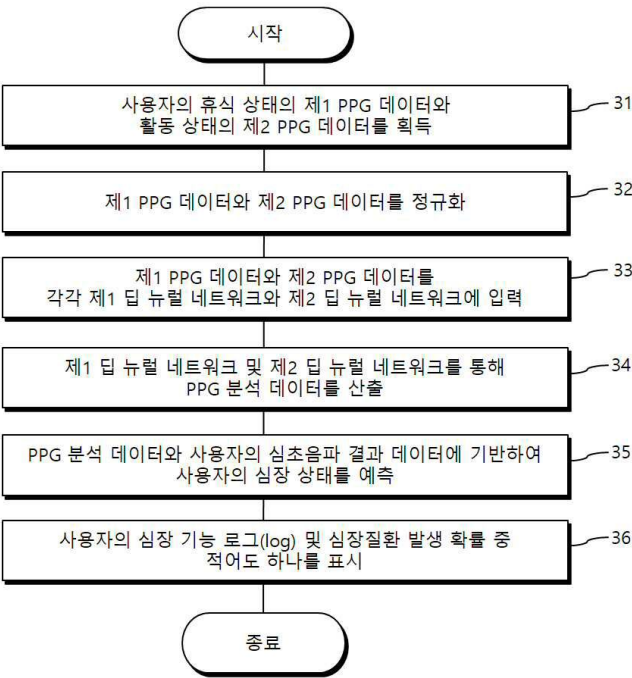 시작
사용자의 휴식 상태의 제1 PPG 데이터와
활동 상태의 제2 PPG 데이터를 획득
31
제1 PPG 데이터와 제2 PPG 데이터를 정규화
32
제1 PPG 데이터와 제2 PPG 데이터를
각각 제1 딥 뉴럴 네트워크와 제2 딥 뉴럴 네트워크에 입력
33
제1 딥 뉴럴 네트워크 및 제2 딥 뉴럴 네트워크를 통해
PPG 분석 데이터를 산출
34
PPG 분석 데이터와 사용자의 심초음파 결과 데이터에 기반하여
사용자의 심장 상태를 예측
35
사용자의 심장 기능 로그(log) 및 심장질환 발생 확률 중
적어도 하나를 표시
36
종료